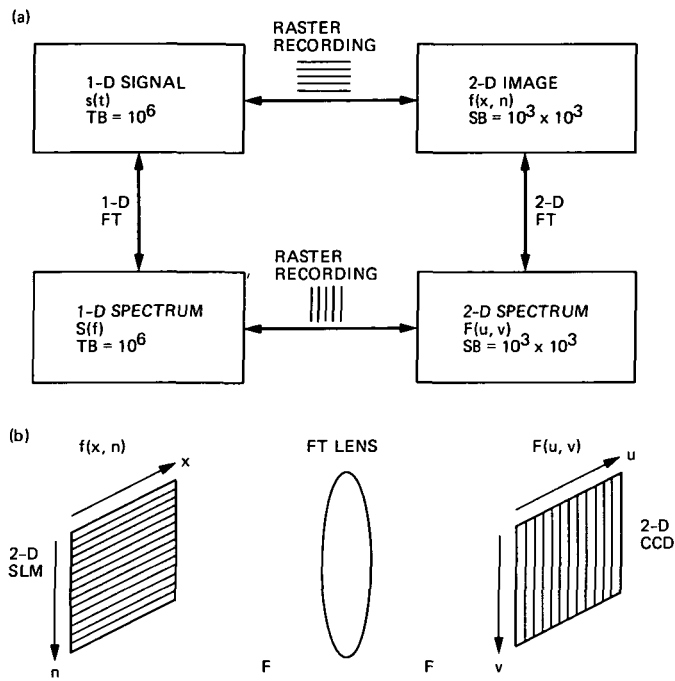 (a)
RASTER
RECORDING
1-D SIGNAL
s(t)
TB = 10⁶
2-D IMAGE
f(x, n)
SB = 10³ x 10³
1-D
FT
2-D
FT
RASTER
RECORDING
1-D SPECTRUM
S(f)
TB = 10⁶
2-D SPECTRUM
F(u, v)
SB = 10³ x 10³
(b)
f(x, n)
FT LENS
F(u, v)
x
u
2-D
SLM
2-D
CCD
n
F
F
v